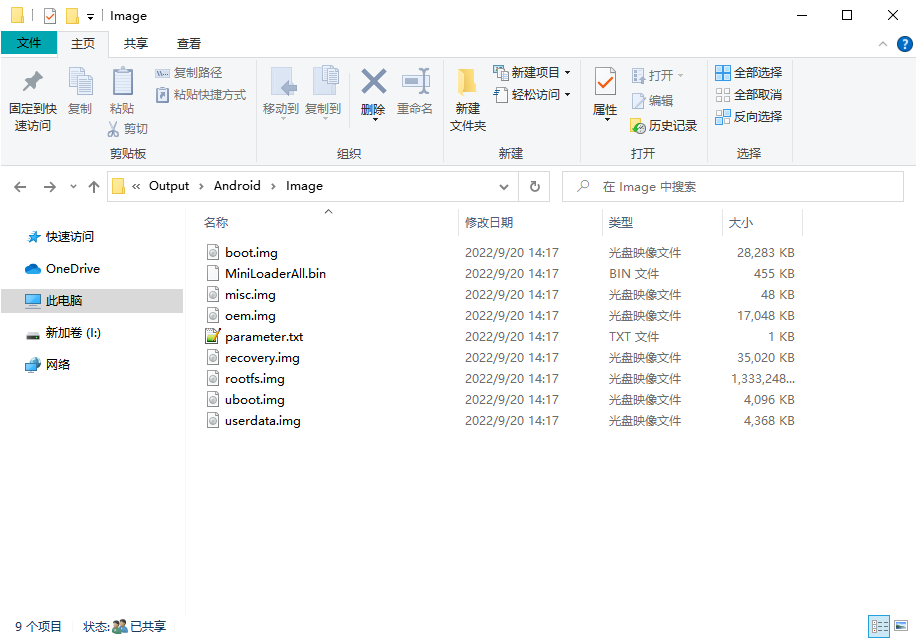 Image
文件 主页 共享 查看
固定到快速访问
复制
粘贴
复制路径
粘贴快捷方式
剪切
剪贴板
移动到
复制到
删除
重命名
组织
新建文件夹
新建项目
轻松访问
新建
属性
打开
编辑
历史记录
打开
全部选择
全部取消
反向选择
选择
« Output › Android › Image
在 Image 中搜索
快速访问
OneDrive
此电脑
新加卷 (I:)
网络
名称 修改日期 类型 大小
boot.img 2022/9/20 14:17 光盘映像文件 28,283 KB
MiniLoaderAll.bin 2022/9/20 14:17 BIN 文件 455 KB
misc.img 2022/9/20 14:17 光盘映像文件 48 KB
oem.img 2022/9/20 14:17 光盘映像文件 17,048 KB
parameter.txt 2022/9/20 14:17 TXT 文件 1 KB
recovery.img 2022/9/20 14:17 光盘映像文件 35,020 KB
rootfs.img 2022/9/20 14:17 光盘映像文件 1,333,248...
uboot.img 2022/9/20 14:17 光盘映像文件 4,096 KB
userdata.img 2022/9/20 14:17 光盘映像文件 4,368 KB
9 个项目 状态: 已共享